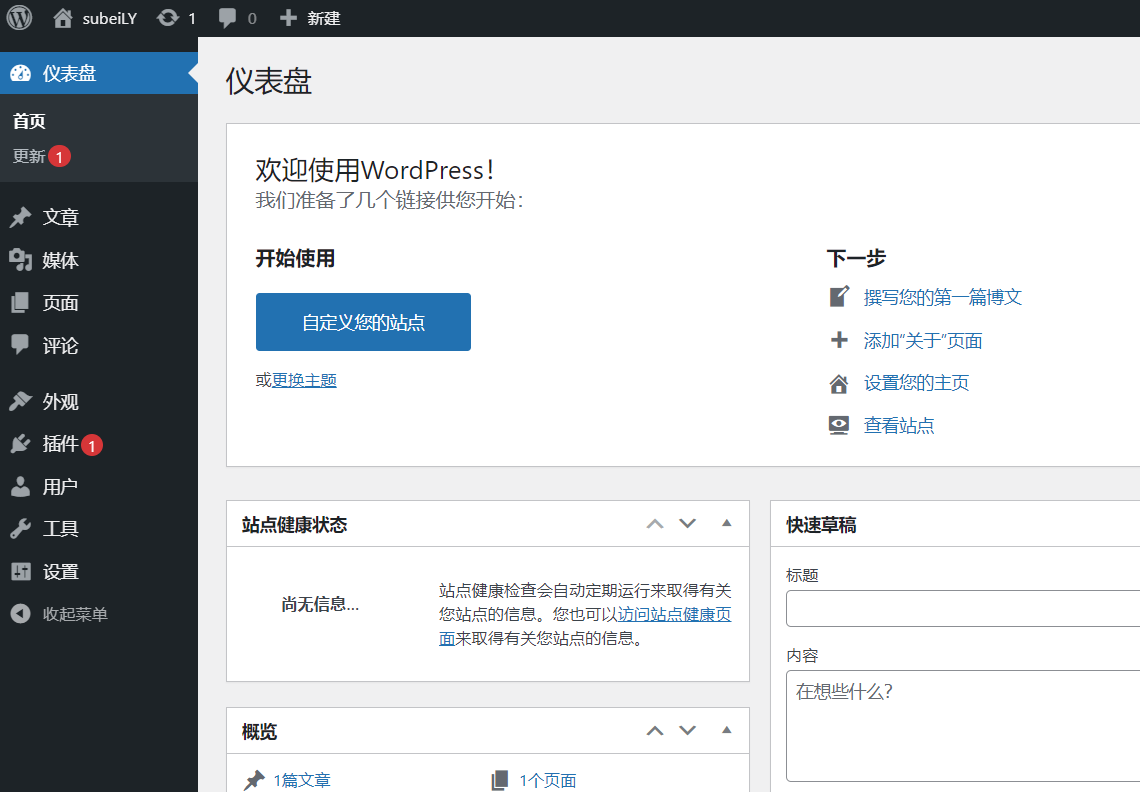 subeiLY 1 0 新建
仪表盘
首页
更新 1
文章
媒体
页面
评论
外观
插件 1
用户
工具
设置
收起菜单
仪表盘
欢迎使用WordPress！
我们准备了几个链接供您开始：
开始使用
自定义您的站点
或更换主题
下一步
撰写您的第一篇博文
添加“关于”页面
设置您的主页
查看站点
站点健康状态
尚无信息…
站点健康检查会自动定期运行来取得有关
您站点的信息。您也可以访问站点健康页
面来取得有关您站点的信息。
概览
1篇文章
1个页面
快速草稿
标题
内容
在想些什么？